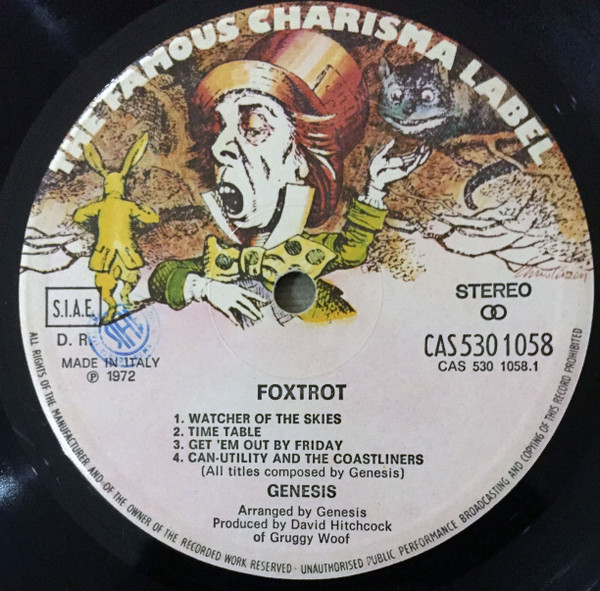 THE FAMOUS CHARISMA LABEL
S.I.A.E.
D. R.
MADE IN ITALY
℗ 1972
STEREO
CAS 530 1058
CAS 530 1058.1
FOXTROT
1. WATCHER OF THE SKIES
2. TIME TABLE
3. GET 'EM OUT BY FRIDAY
4. CAN-UTILITY AND THE COASTLINERS
(All titles composed by Genesis)
GENESIS
Arranged by Genesis
Produced by David Hitchcock
of Gruggy Woof
ALL RIGHTS OF THE MANUFACTURER AND OF THE OWNER OF THE RECORDED WORK RESERVED · UNAUTHORISED PUBLIC PERFORMANCE BROADCASTING AND COPYING OF THIS RECORD PROHIBITED